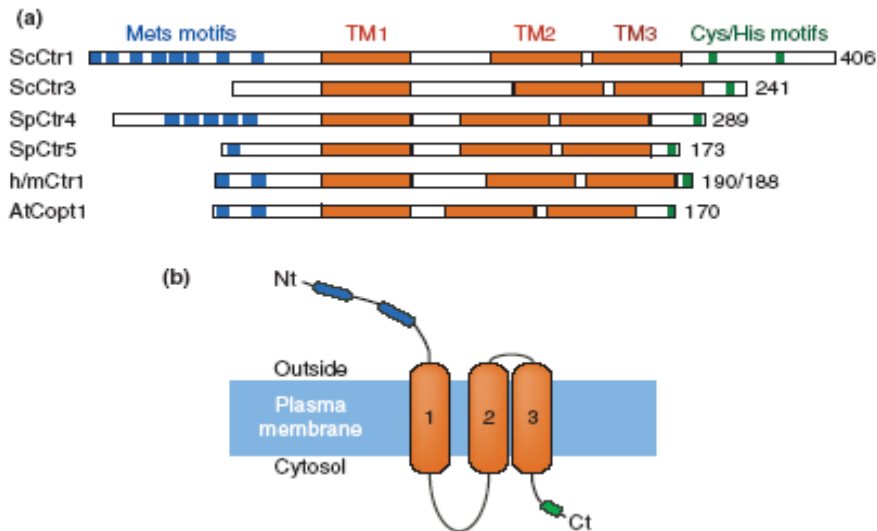 (a)
Mets motifs TM1 TM2 TM3 Cys/His motifs
ScCtr1 406
ScCtr3 241
SpCtr4 289
SpCtr5 173
h/mCtr1 190/188
AtCopt1 170
(b)
Nt
Outside
Plasma
membrane
1 2 3
Cytosol
Ct